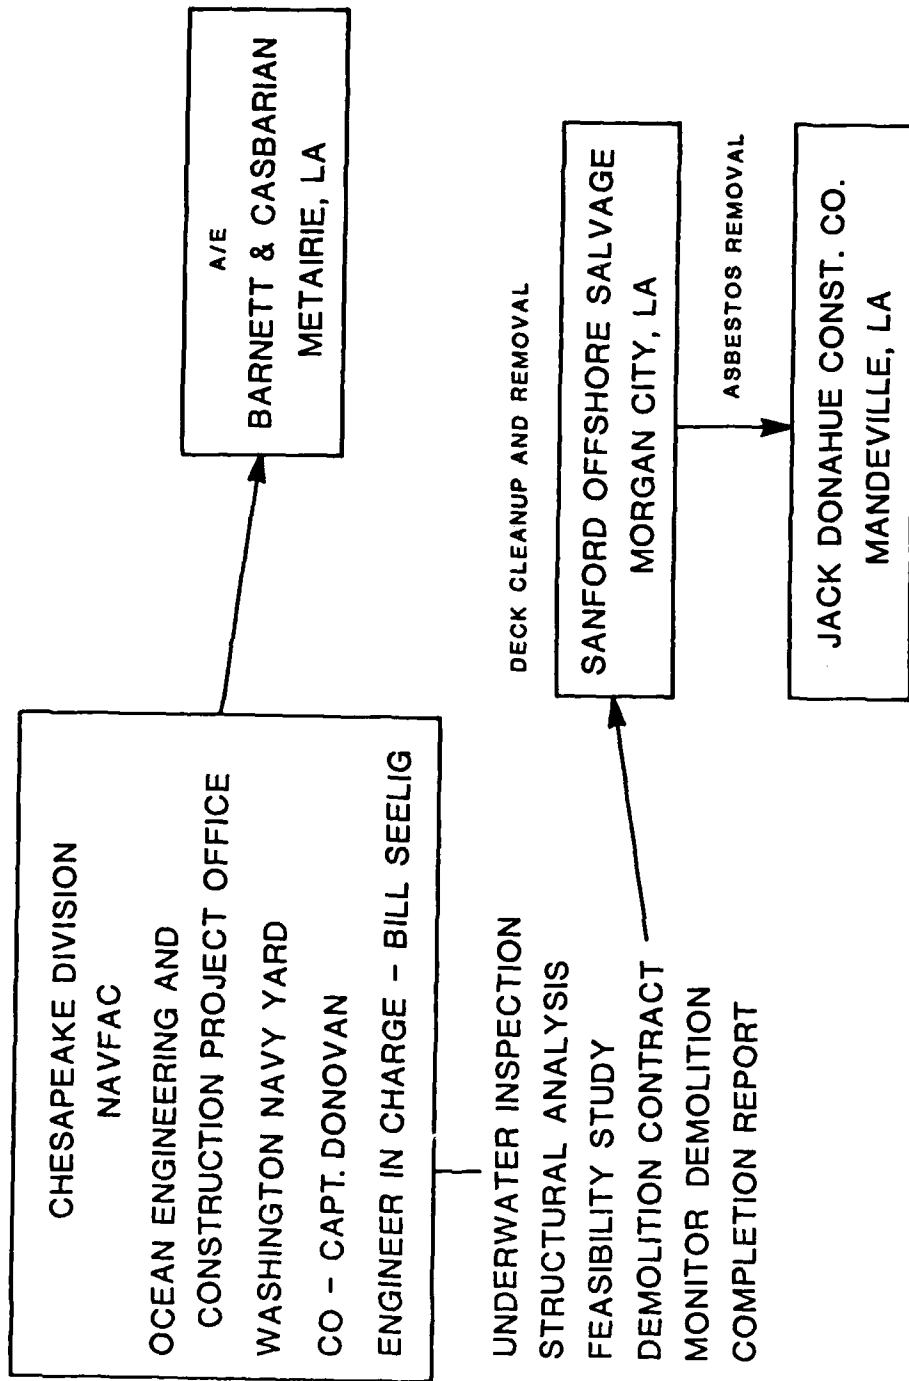 CHESAPEAKE DIVISION
NAVFAC
OCEAN ENGINEERING AND
CONSTRUCTION PROJECT OFFICE
WASHINGTON NAVY YARD
CO - CAPT. DONOVAN
ENGINEER IN CHARGE - BILL SEELIG
A/E
BARNETT & CASBARIAN
METAIRIE, LA
UNDERWATER INSPECTION
STRUCTURAL ANALYSIS
FEASIBILITY STUDY
DEMOLITION CONTRACT
MONITOR DEMOLITION
COMPLETION REPORT
DECK CLEANUP AND REMOVAL
SANFORD OFFSHORE SALVAGE
MORGAN CITY, LA
ASBESTOS REMOVAL
JACK DONAHUE CONST. CO.
MANDEVILLE, LA